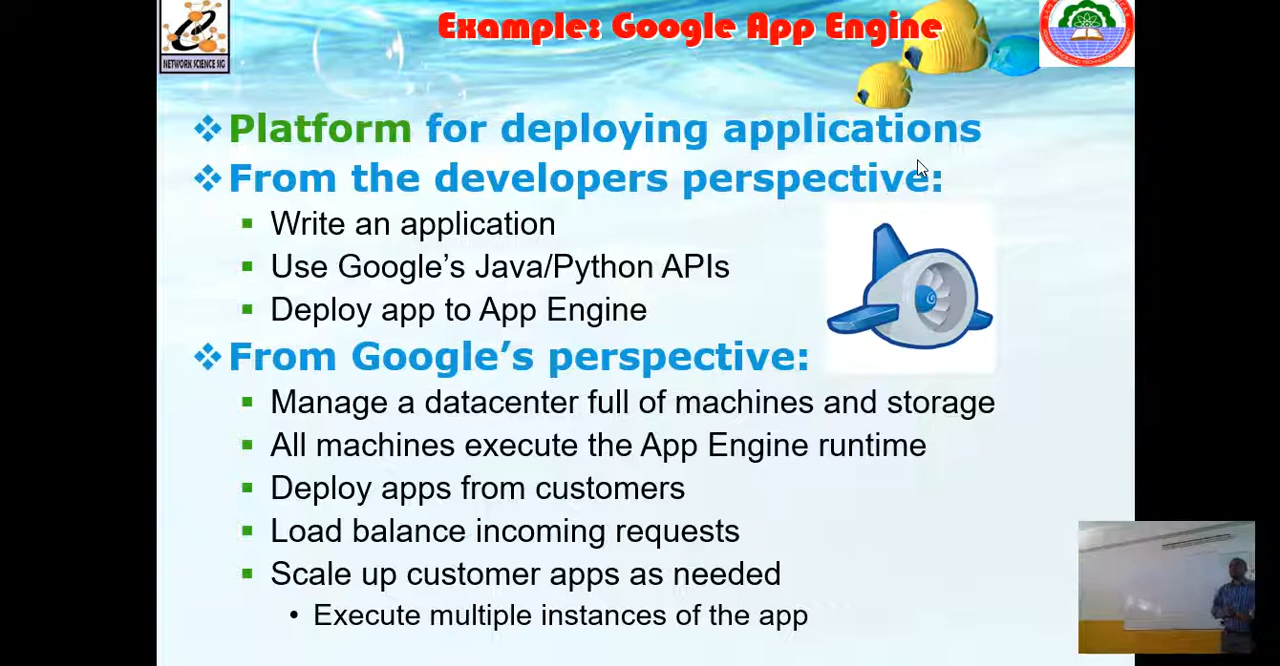 Example: Google App Engine
NETWORK SCIENCE SIG
Platform for deploying applications
From the developers perspective:
Write an application
Use Google's Java/Python APIs
Deploy app to App Engine
From Google's perspective:
Manage a datacenter full of machines and storage
All machines execute the App Engine runtime
Deploy apps from customers
Load balance incoming requests
Scale up customer apps as needed
• Execute multiple instances of the app